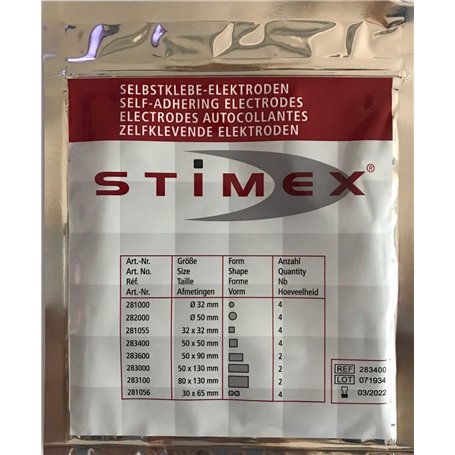 SELBSTKLEBE-ELEKTRODEN
SELF-ADHERING ELECTRODES
ELECTRODES AUTOCOLLANTES
ZELFKLEVENDE ELEKTRODEN
STIMEX®
Art.-Nr. Größe Form Anzahl
Art. No. Size Shape Quantity
Réf. Taille Forme Nb
Art.-Nr. Afmetingen Vorm Hoeveelheid
281000 Ø 32 mm 4
282000 Ø 50 mm 4
281055 32 x 32 mm 4
283400 50 x 50 mm 4
283600 50 x 90 mm 2
283000 50 x 130 mm 2
283100 80 x 130 mm 2
281056 30 x 65 mm 4
REF 283400
LOT 071934
03/2022